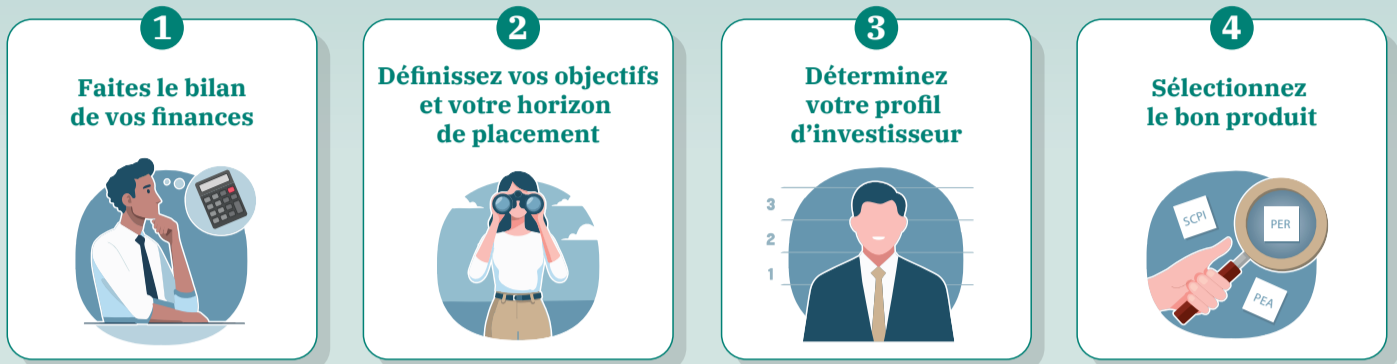 1
Faites le bilan
de vos finances
2
Définissez vos objectifs
et votre horizon
de placement
3
Déterminez
votre profil
d'investisseur
3
2
1
4
Sélectionnez
le bon produit
SCPI
PER
PEA